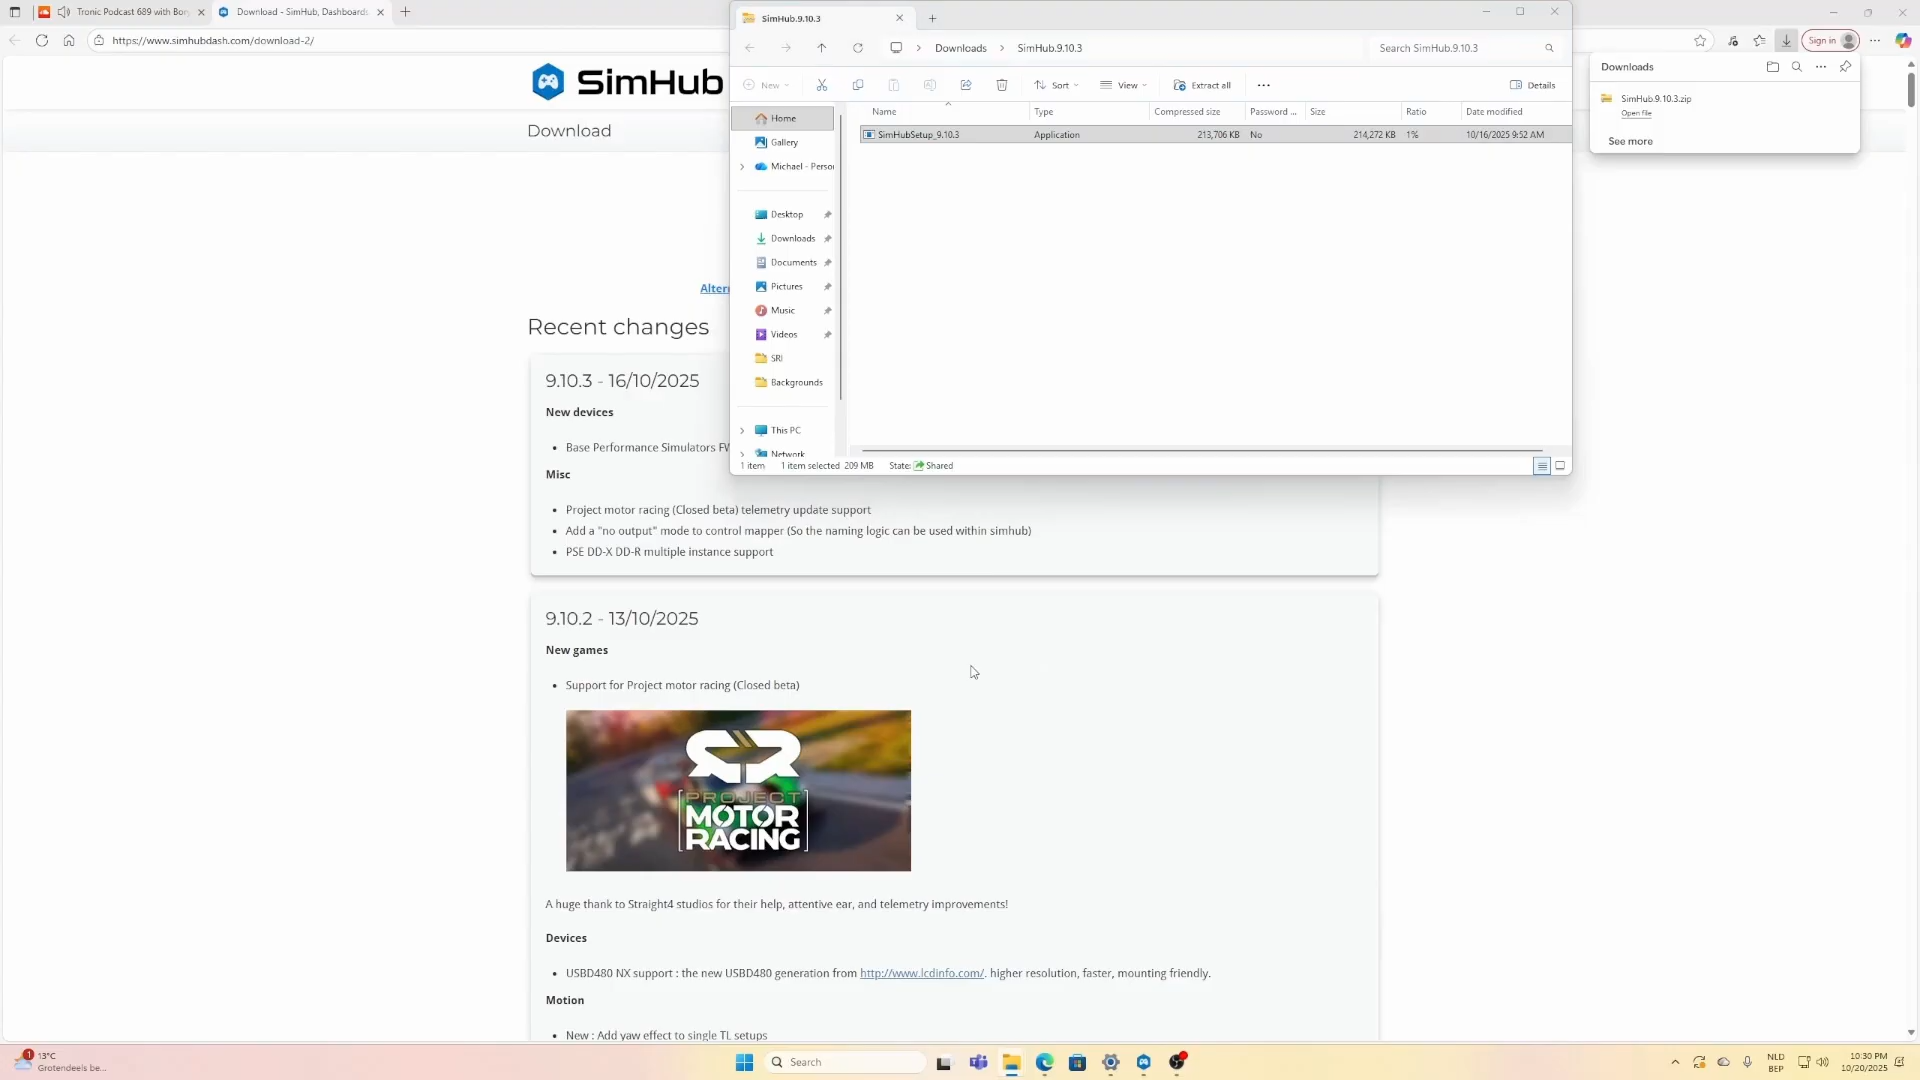 Tronic Podcast 689 with Bor
Download - SimHub, Dashboards
https://www.simhubdash.com/download-2/
Sign in
SimHub
Download
Altern
Recent changes
9.10.3 - 16/10/2025
New devices
Base Performance Simulators FW
Misc
Project motor racing (Closed beta) telemetry update support
Add a "no output" mode to control mapper (So the naming logic can be used within simhub)
PSE DD-X DD-R multiple instance support
9.10.2 - 13/10/2025
New games
Support for Project motor racing (Closed beta)
PROJECT
MOTOR
RACING
A huge thank to Straight4 studios for their help, attentive ear, and telemetry improvements!
Devices
USBD480 NX support : the new USBD480 generation from http://www.lcdinfo.com/. higher resolution, faster, mounting friendly.
Motion
New : Add yaw effect to single TL setups
SimHub.9.10.3
Downloads
SimHub.9.10.3
Search SimHub.9.10.3
New
Sort
View
Extract all
Details
Home
Gallery
Michael - Person
Desktop
Downloads
Documents
Pictures
Music
Videos
SRI
Backgrounds
This PC
Network
Name Type Compressed size Password ... Size Ratio Date modified
SimHubSetup_9.10.3 Application 213,706 KB No 214,272 KB 1% 10/16/2025 9:52 AM
1 item 1 item selected 209 MB State: Shared
Downloads
SimHub.9.10.3.zip
Open file
See more
1
13°C
Grotendeels be...
Search
NLD
BEP
10:30 PM
10/20/2025